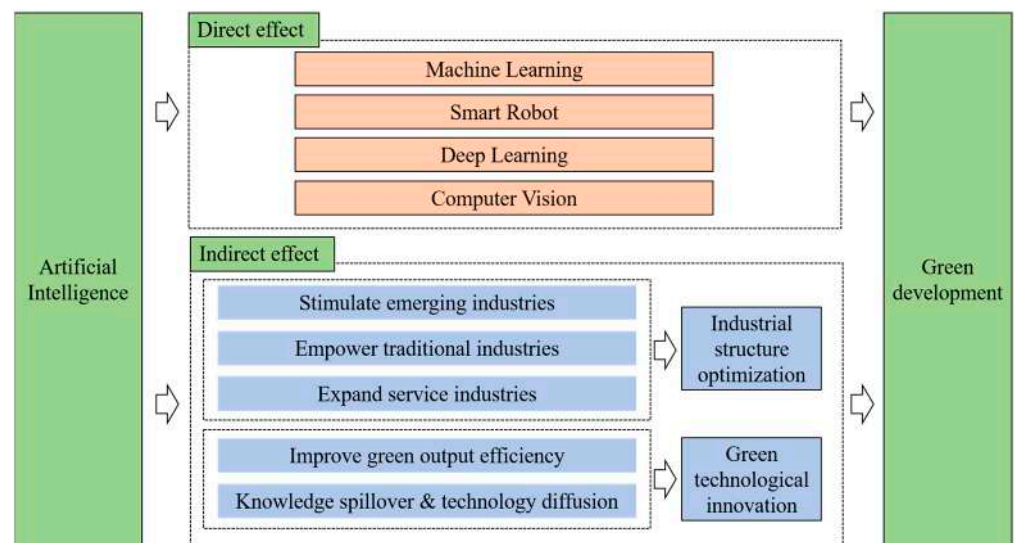 Direct effect
Machine Learning
Smart Robot
Deep Learning
Computer Vision
Artificial
Intelligence
Indirect effect
Stimulate emerging industries
Empower traditional industries
Expand service industries
Industrial
structure
optimization
Improve green output efficiency
Knowledge spillover & technology diffusion
Green
technological
innovation
Green
development